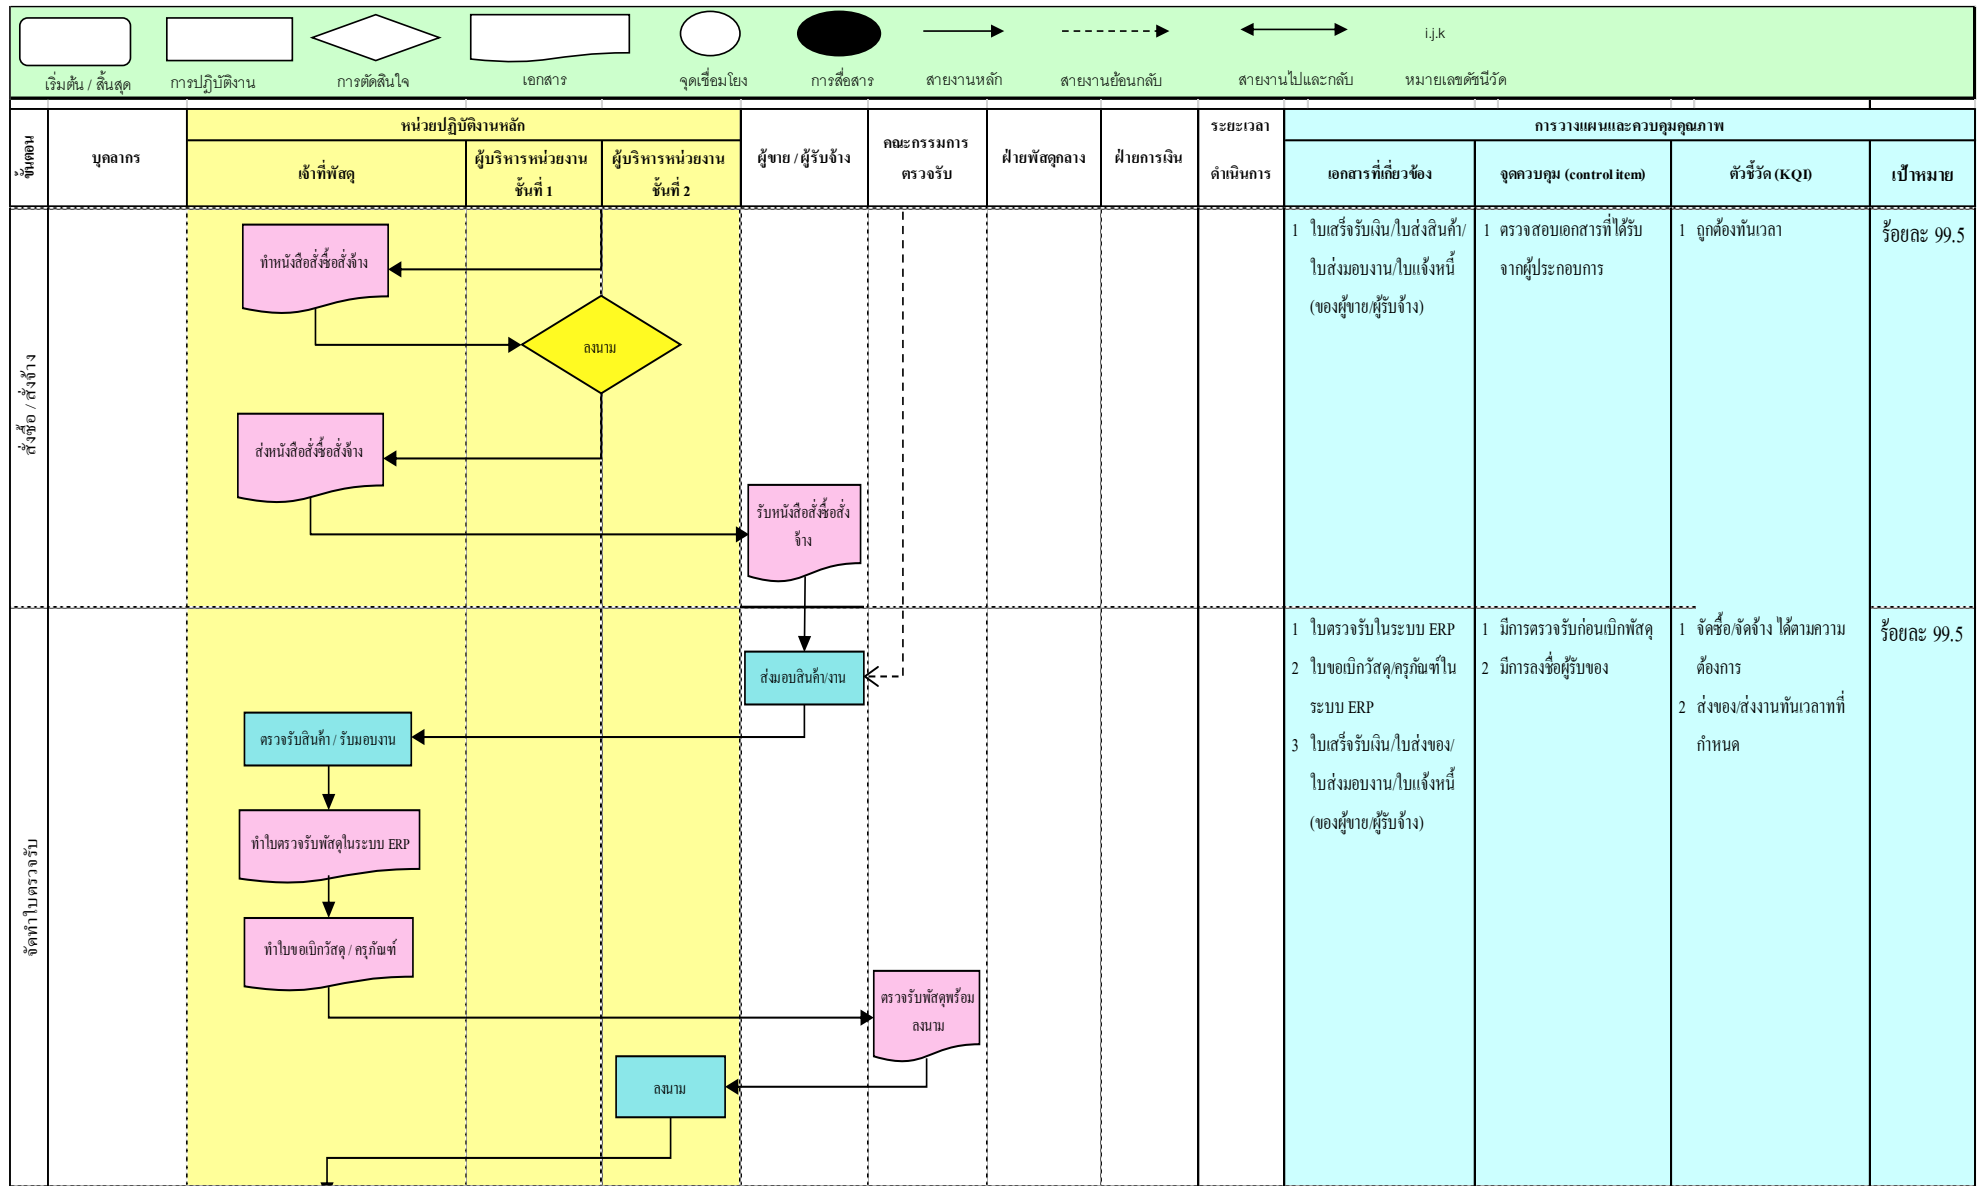 i.j.k
เริ่มต้น / สิ้นสุด
การปฏิบัติงาน
การตัดสินใจ
เอกสาร
จุดเชื่อมโยง
การสื่อสาร
สายงานหลัก
สายงานย้อนกลับ
สายงานไปและกลับ
หมายเลขดัชนีวัด
ขั้นตอน
บุคลากร
หน่วยปฏิบัติงานหลัก
เจ้าที่พัสดุ
ผู้บริหารหน่วยงาน
ชั้นที่ 1
ผู้บริหารหน่วยงาน
ชั้นที่ 2
ผู้ขาย / ผู้รับจ้าง
คณะกรรมการ
ตรวจรับ
ฝ่ายพัสดุกลาง
ฝ่ายการเงิน
ระยะเวลา
ดำเนินการ
การวางแผนและควบคุมคุณภาพ
เอกสารที่เกี่ยวข้อง
จุดควบคุม (control item)
ตัวชี้วัด (KQI)
เป้าหมาย
สั่งซื้อ / สั่งจ้าง
ทำหนังสือสั่งซื้อสั่งจ้าง
ลงนาม
ส่งหนังสือสั่งซื้อสั่งจ้าง
รับหนังสือสั่งซื้อสั่ง
จ้าง
1 ใบเสร็จรับเงิน/ใบส่งสินค้า/
ใบส่งมอบงาน/ใบแจ้งหนี้
(ของผู้ขาย/ผู้รับจ้าง)
1 ตรวจสอบเอกสารที่ได้รับ
จากผู้ประกอบการ
1 ถูกต้องทันเวลา
ร้อยละ 99.5
จัดทำใบตรวจรับ
ส่งมอบสินค้า/งาน
ตรวจรับสินค้า / รับมอบงาน
ทำใบตรวจรับพัสดุในระบบ ERP
ทำใบขอเบิกวัสดุ / ครุภัณฑ์
ตรวจรับพัสดุพร้อม
ลงนาม
ลงนาม
1 ใบตรวจรับในระบบ ERP
2 ใบขอเบิกวัสดุ/ครุภัณฑ์ใน
ระบบ ERP
3 ใบเสร็จรับเงิน/ใบส่งของ/
ใบส่งมอบงาน/ใบแจ้งหนี้
(ของผู้ขาย/ผู้รับจ้าง)
1 มีการตรวจรับก่อนเบิกพัสดุ
2 มีการลงชื่อผู้รับของ
1 จัดซื้อ/จัดจ้าง ได้ตามความ
ต้องการ
2 ส่งของ/ส่งงานทันเวลาทที่
กำหนด
ร้อยละ 99.5